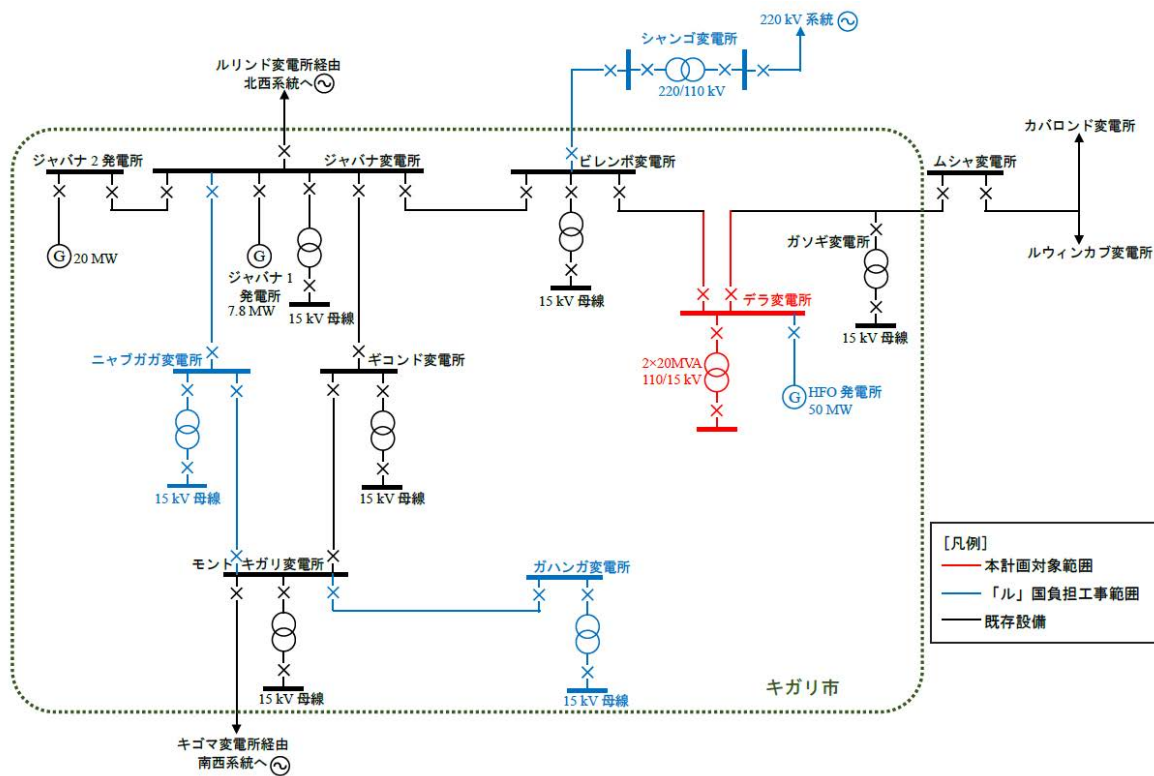 220 kV 系統
シャンゴ変電所
220/110 kV
ルリンド変電所経由
北西系統へ
カバロンド変電所
ジャバナ 2 発電所
ジャバナ変電所
ビレンボ変電所
ムシャ変電所
G 20 MW
G
ジャバナ 1
発電所
7.8 MW
15 kV 母線
15 kV 母線
ガソギ変電所
15 kV 母線
ルウィンカブ変電所
デラ変電所
2×20MVA
110/15 kV
G
HFO 発電所
50 MW
ニャブガガ変電所
ギコンド変電所
15 kV 母線
15 kV 母線
モント キガリ変電所
ガハンガ変電所
15 kV 母線
15 kV 母線
キガリ市
キゴマ変電所経由
南西系統へ
[凡例]
本計画対象範囲
「ル」国負担工事範囲
既存設備